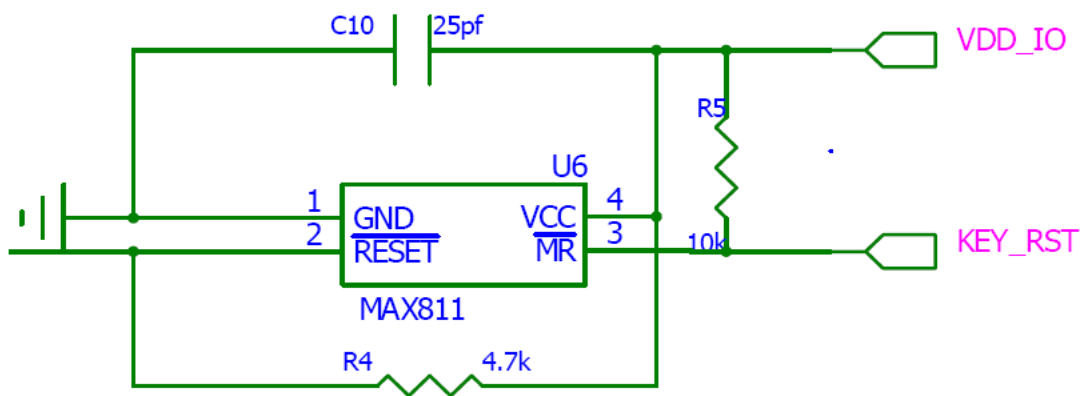 C10 25pf
VDD_IO
R5
U6
1 GND VCC 4
2 RESET MR 3
10k KEY_RST
MAX811
R4 4.7k